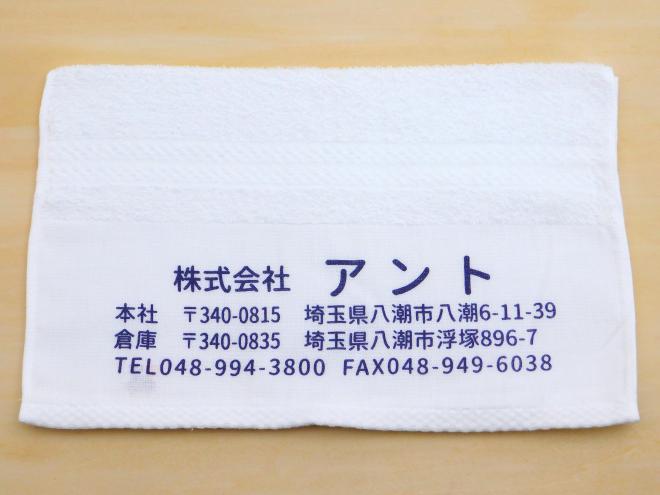 株式会社 アント
本社 〒340-0815 埼玉県八潮市八潮6-11-39
倉庫 〒340-0835 埼玉県八潮市浮塚896-7
TEL048-994-3800 FAX048-949-6038